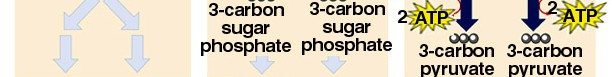 3-carbon
sugar
phosphate
3-carbon
sugar
phosphate
2 ATP
2 ATP
3-carbon
pyruvate
3-carbon
pyruvate